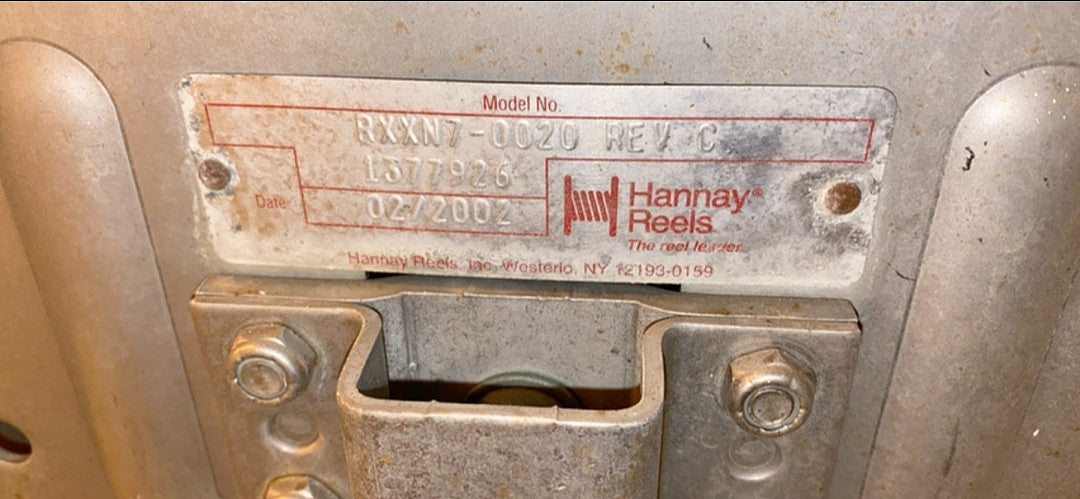 Model No.
RXXN7-0020 REV C
1377926
Date 02/2002
Hannay®
Reels
The reel leader
Hannay Reels, Inc. Westerlo, NY 12193-0159